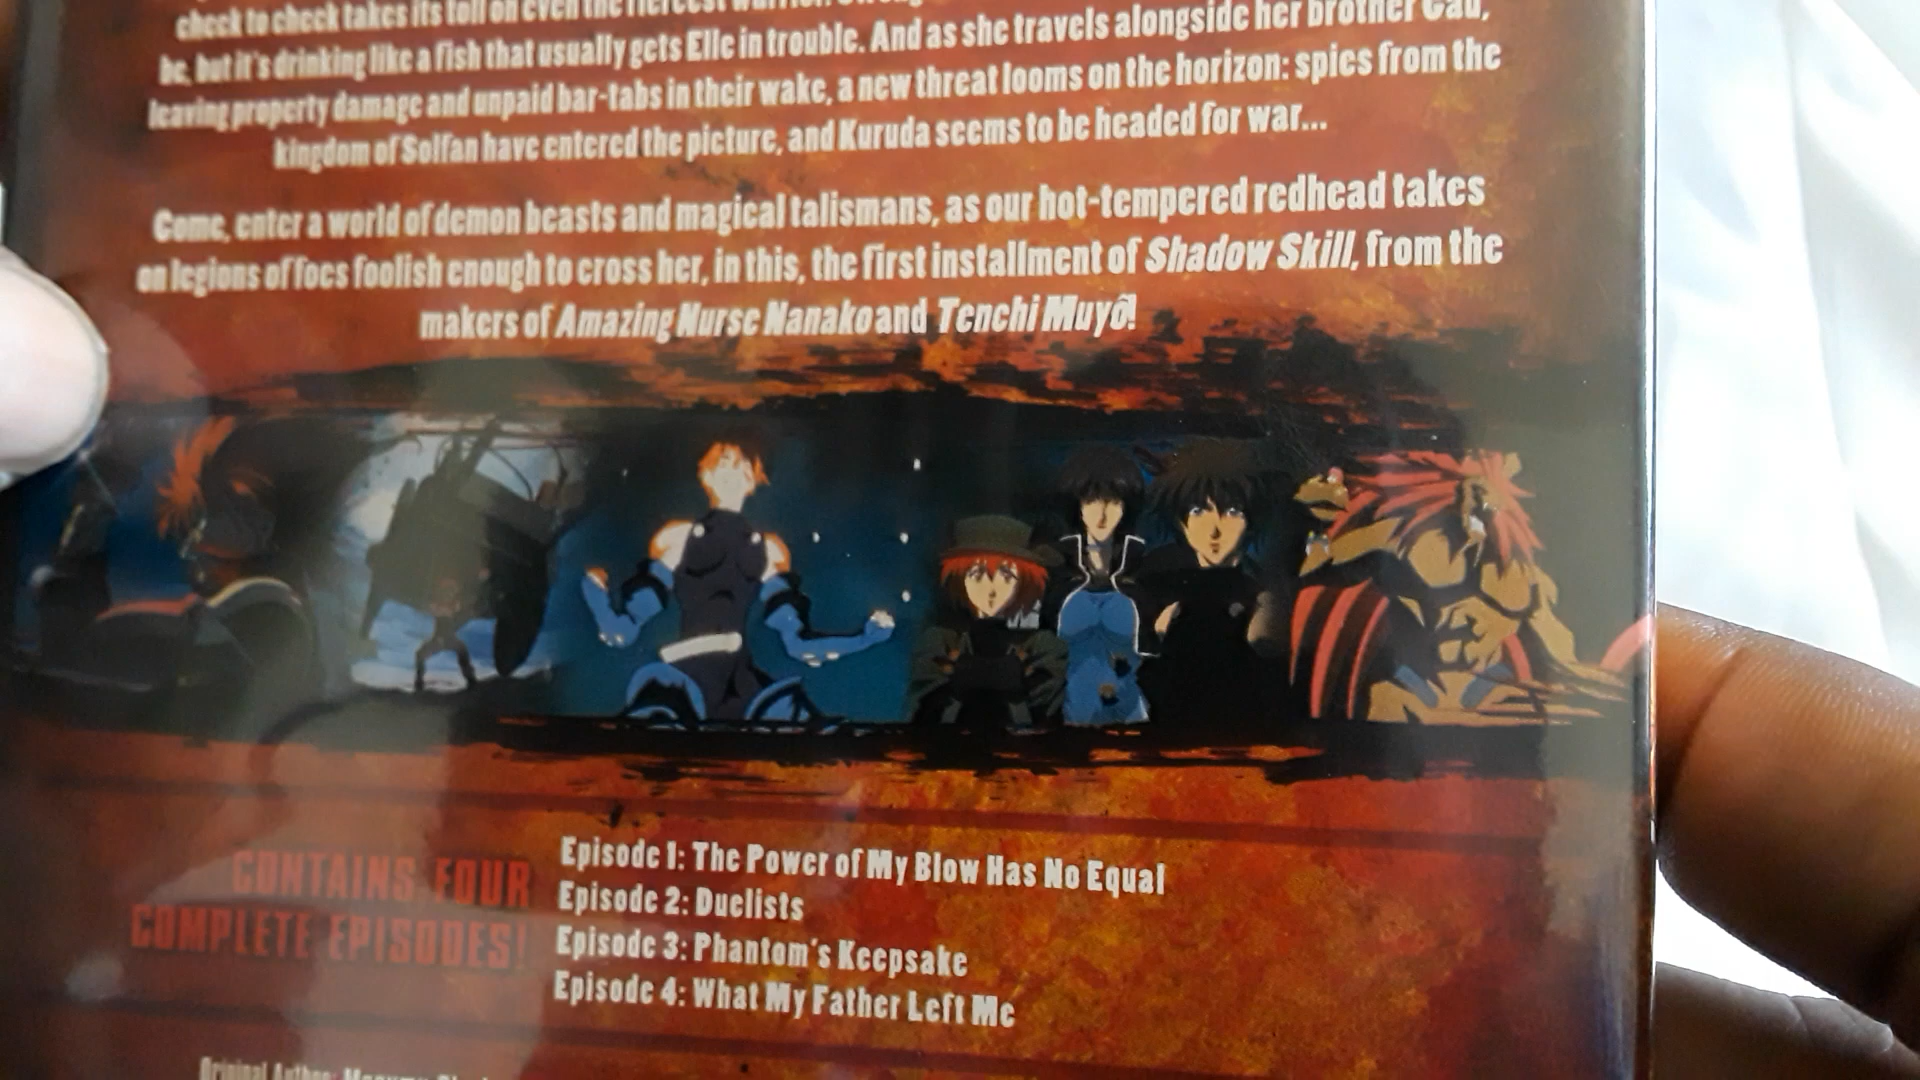 check to check takes its toll on even the fiercest
be, but it's drinking like a fish that usually gets Elle in trouble. And as she travels alongside her brother Gau,
leaving property damage and unpaid bar-tabs in their wake, a new threat looms on the horizon: spies from the
kingdom of Solfan have entered the picture, and Kuruda seems to be headed for war...
Come, enter a world of demon beasts and magical talismans, as our hot-tempered redhead takes
on legions of foes foolish enough to cross her, in this, the first installment of Shadow Skill, from the
makers of Amazing Nurse Nanako and Tenchi Muyô!
CONTAINS FOUR
COMPLETE EPISODES!
Episode 1: The Power of My Blow Has No Equal
Episode 2: Duelists
Episode 3: Phantom's Keepsake
Episode 4: What My Father Left Me
Original Author: